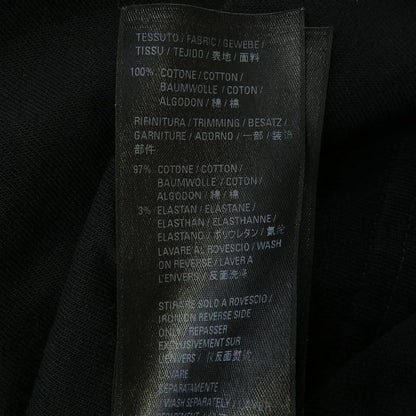 TESSUTO / FABRIC / GEWEBE /
TISSU / TEJIDO / 表地 / 面料
100% COTONE / COTTON /
BAUMWOLLE / COTON /
ALGODON / 綿 / 棉
RIFINITURA / TRIMMING / BESATZ /
GARNITURE / ADORNO / 一部 / 装饰
部件
97% COTONE / COTTON /
BAUMWOLLE / COTON /
ALGODON / 綿 / 棉
3% ELASTAN / ELASTANE /
ELASTHAN / ELASTHANNE /
ELASTANO / ポリウレタン / 氨纶
LAVARE AL ROVESCIO / WASH
ON REVERSE / LAVER A
L'ENVERS / 反面洗涤
STIRARE SOLO A ROVESCIO /
IRON ON REVERSE SIDE
ONLY / REPASSER
EXCLUSIVEMENT SUR
L'ENVERS / 仅反面熨烫
LAVARE
SEPARATAMENTE
/ WASH SEPARATELY /